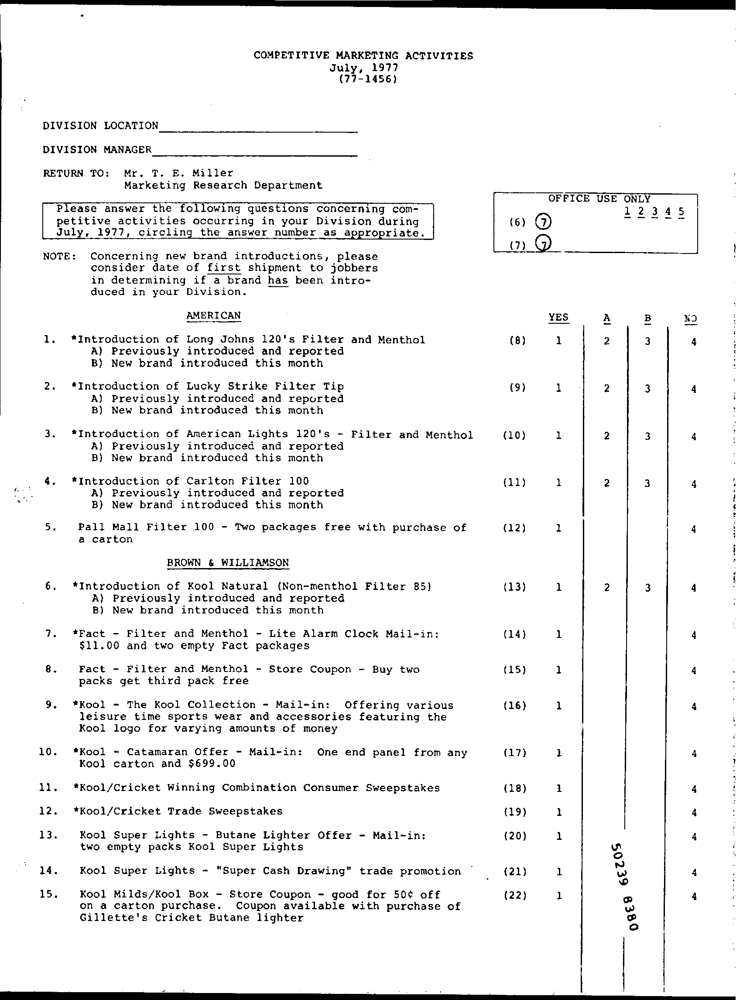 COMPETITIVE MARKETING ACTIVITIES
July, 1977
(77-1456)
DIVISION LOCATION
DIVISION MANAGER
RETURN TO: Mr. T. E. Miller
Marketing Research Department
Please answer the following questions concerning com-
petitive activities occurring in your Division during
July, 1977, circling the answer number as appropriate.
OFFICE USE ONLY
1 2 3 4 5
(6) 7
(7) 7
NOTE: Concerning new brand introductions, please
consider date of first shipment to jobbers
in determining if a brand has been intro-
duced in your Division.
AMERICAN YES A B NO
1. *Introduction of Long Johns 120's Filter and Menthol (8) 1 2 3 4
A) Previously introduced and reported
B) New brand introduced this month
2. *Introduction of Lucky Strike Filter Tip (9) 1 2 3 4
A) Previously introduced and reported
B) New brand introduced this month
3. *Introduction of American Lights 120's - Filter and Menthol (10) 1 2 3 4
A) Previously introduced and reported
B) New brand introduced this month
4. *Introduction of Carlton Filter 100 (11) 1 2 3 4
A) Previously introduced and reported
B) New brand introduced this month
5. Pall Mall Filter 100 - Two packages free with purchase of (12) 1 4
a carton
BROWN & WILLIAMSON
6. *Introduction of Kool Natural (Non-menthol Filter 85) (13) 1 2 3 4
A) Previously introduced and reported
B) New brand introduced this month
7. *Fact - Filter and Menthol - Lite Alarm Clock Mail-in: (14) 1 4
$11.00 and two empty Fact packages
8. Fact - Filter and Menthol - Store Coupon - Buy two (15) 1 4
packs get third pack free
9. *Kool - The Kool Collection - Mail-in: Offering various (16) 1 4
leisure time sports wear and accessories featuring the
Kool logo for varying amounts of money
10. *Kool - Catamaran Offer - Mail-in: One end panel from any (17) 1 4
Kool carton and $699.00
11. *Kool/Cricket Winning Combination Consumer Sweepstakes (18) 1 4
12. *Kool/Cricket Trade Sweepstakes (19) 1 4
13. Kool Super Lights - Butane Lighter Offer - Mail-in: (20) 1 4
two empty packs Kool Super Lights
14. Kool Super Lights - "Super Cash Drawing" trade promotion (21) 1 4
15. Kool Milds/Kool Box - Store Coupon - good for 50¢ off (22) 1 4
on a carton purchase. Coupon available with purchase of
Gillette's Cricket Butane lighter
50239 8380